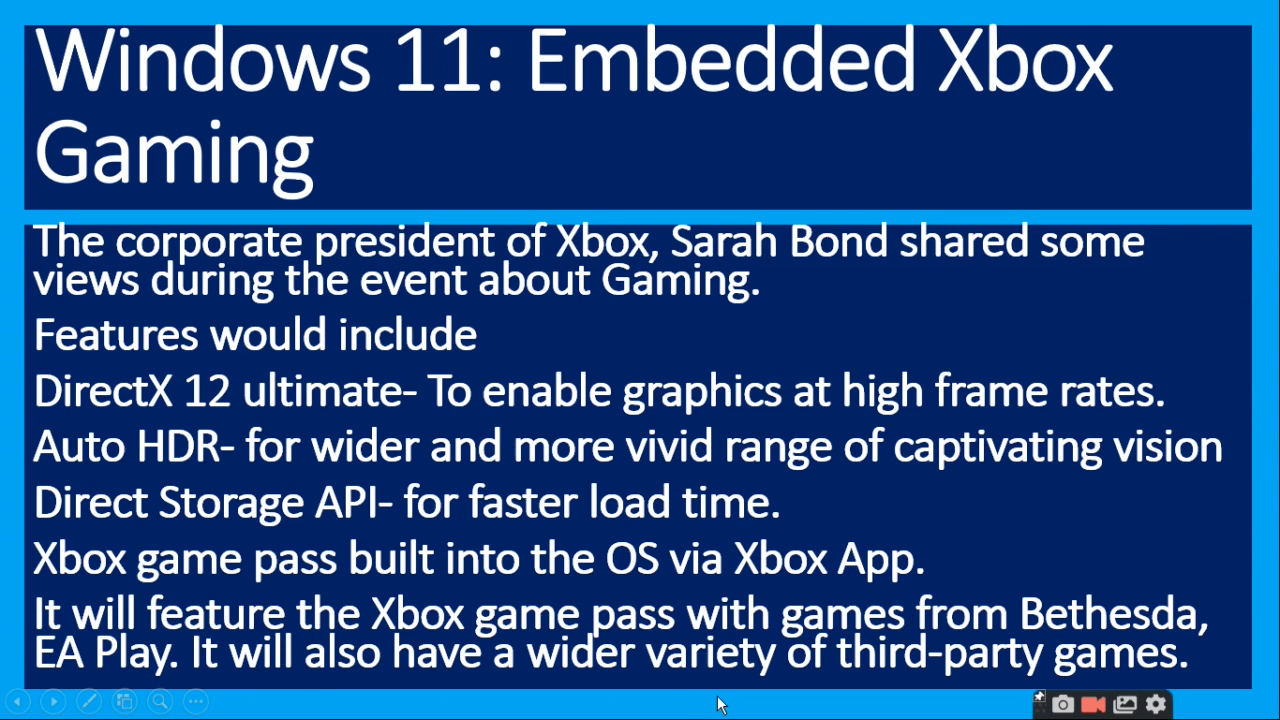 Windows 11: Embedded Xbox
Gaming
The corporate president of Xbox, Sarah Bond shared some
views during the event about Gaming.
Features would include
DirectX 12 ultimate- To enable graphics at high frame rates.
Auto HDR- for wider and more vivid range of captivating vision
Direct Storage API- for faster load time.
Xbox game pass built into the OS via Xbox App.
It will feature the Xbox game pass with games from Bethesda,
EA Play. It will also have a wider variety of third-party games.